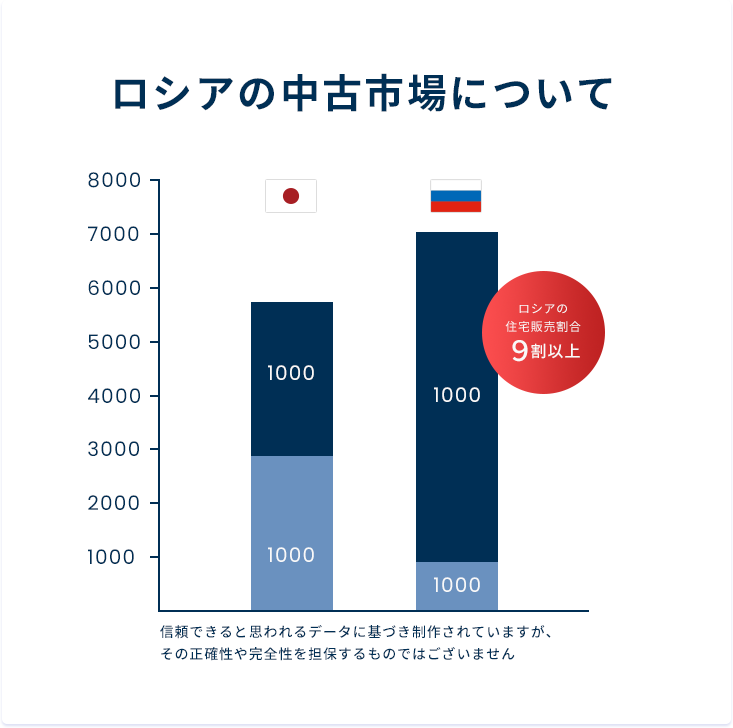 ロシアの中古市場について
8000
7000
6000
5000
4000
3000
2000
1000
1000
1000
1000
1000
ロシアの
住宅販売割合
9割以上
信頼できると思われるデータに基づき制作されていますが、
その正確性や完全性を担保するものではございません